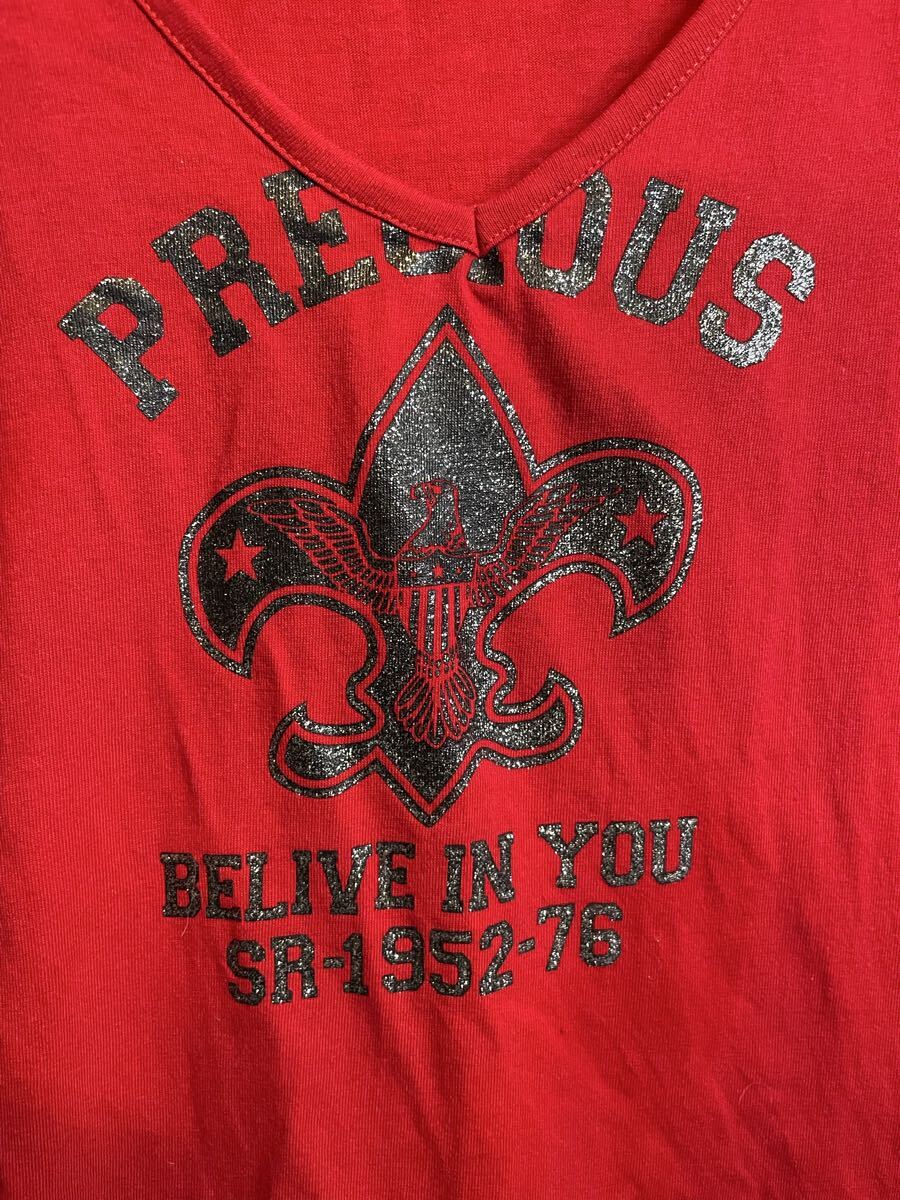 PRECIOUS
BELIVE IN YOU
SR-1952-76